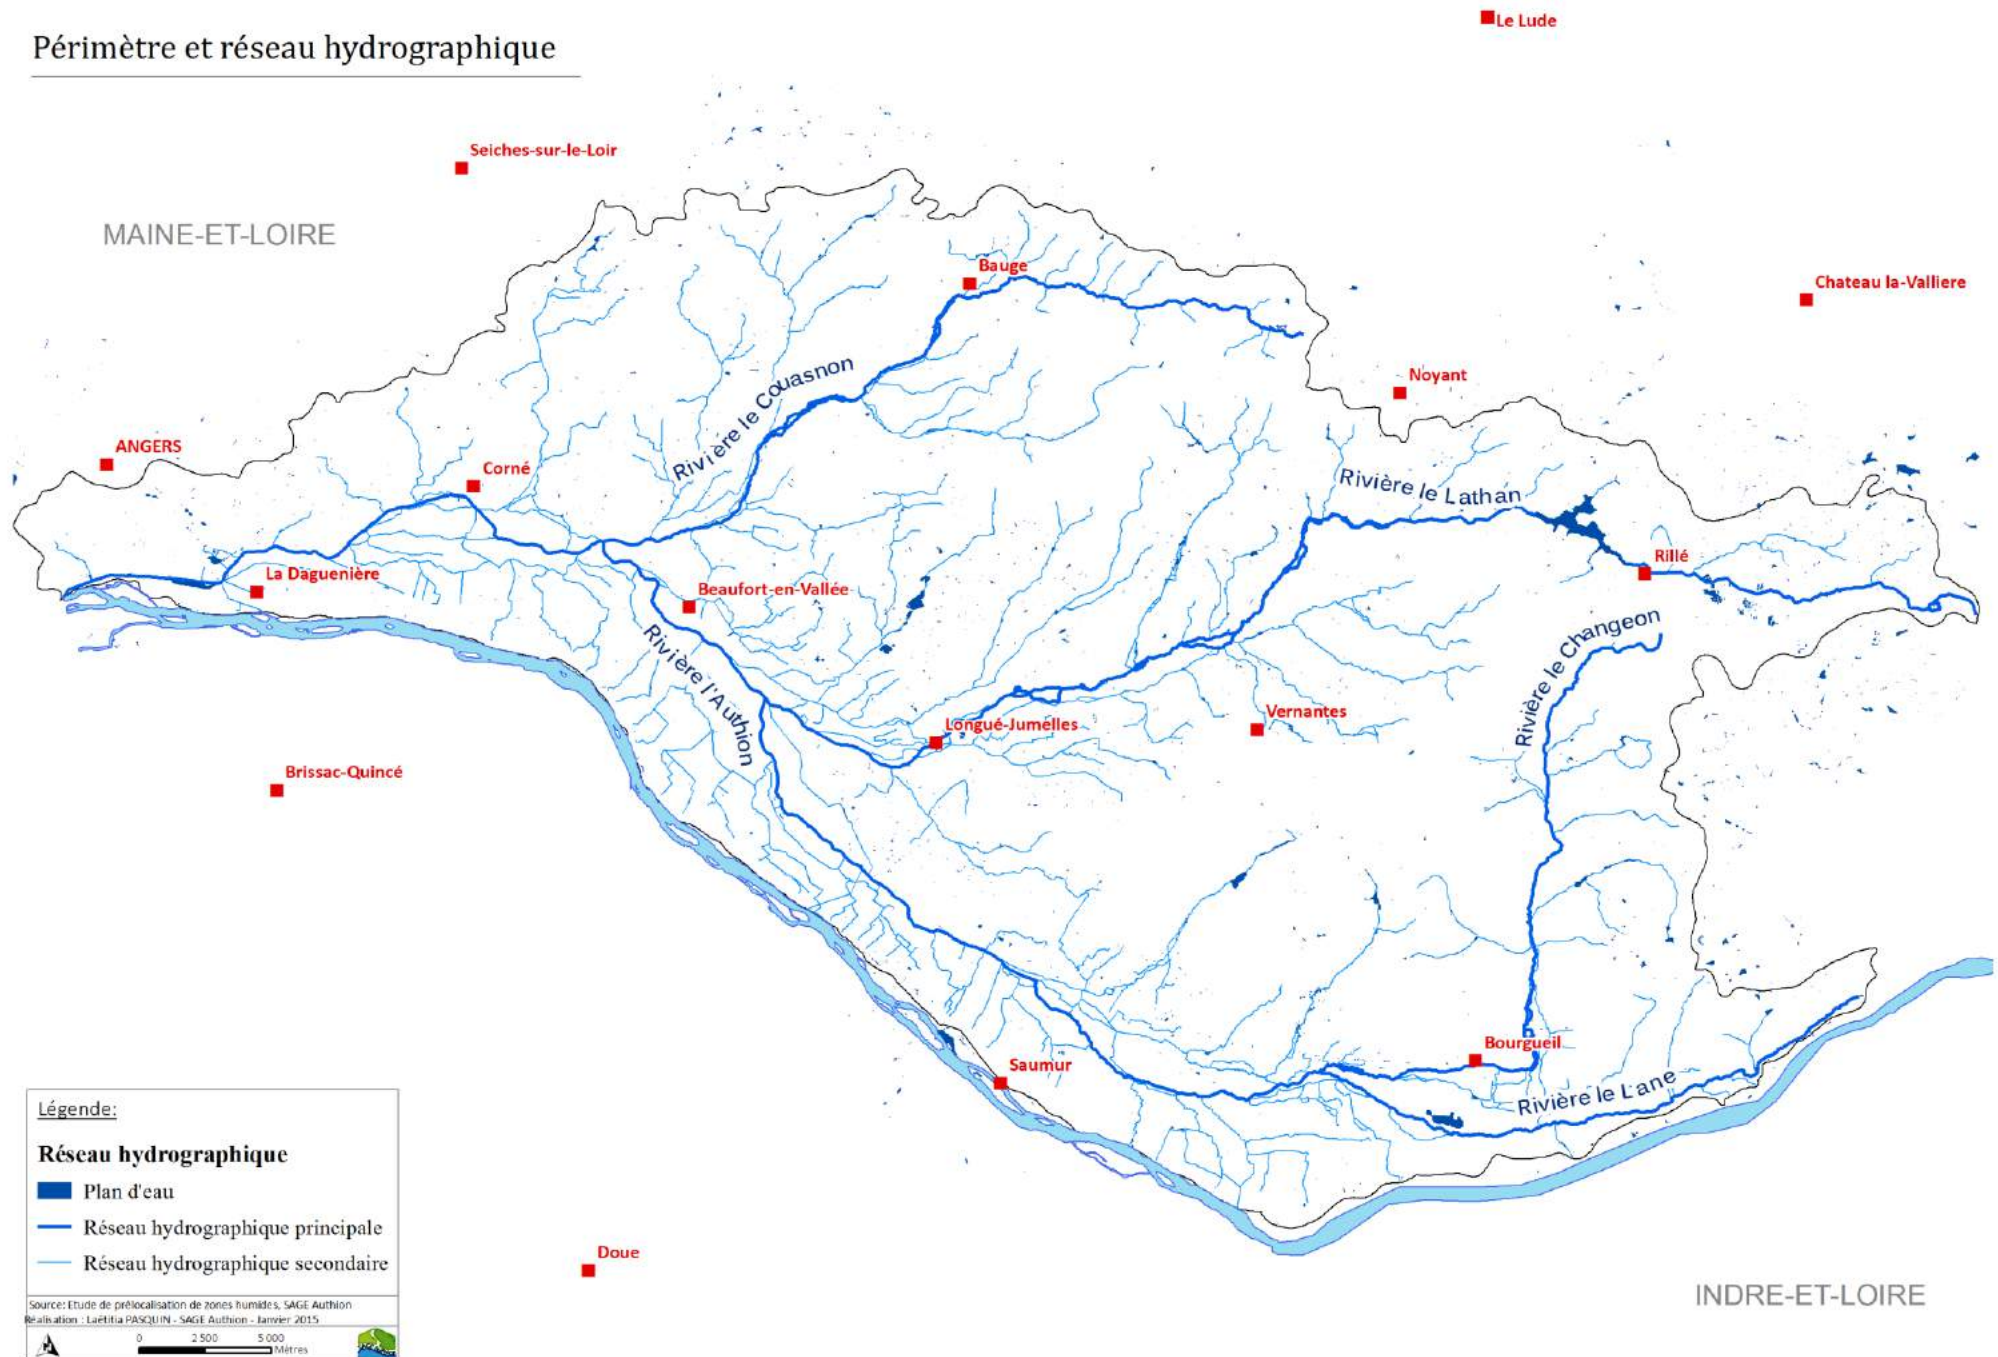 Le Lude
Périmètre et réseau hydrographique
Seiches-sur-le-Loir
MAINE-ET-LOIRE
Bauge
Chateau la-Valliere
Rivière le Couasnon
Noyant
ANGERS
Corné
Rivière le Lathan
Rillé
La Daguenière
Beaufort-en-Vallée
Rivière le Changeon
Rivière l'Authion
Longué-Jumelles
Vernantes
Brissac-Quincé
Bourgueil
Saumur
Rivière le Lane
Légende:
Réseau hydrographique
Plan d'eau
Réseau hydrographique principale
Réseau hydrographique secondaire
Doue
INDRE-ET-LOIRE
Source: Etude de prélocalisation de zones humides, SAGE Authion
Réalisation : Laëtitia PASQUIN - SAGE Authion - Janvier 2015
0 2 500 5 000
Mètres